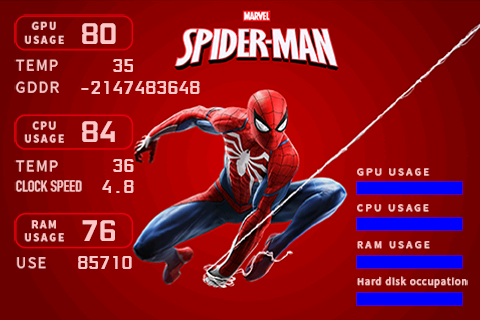 GPU
USAGE 80
TEMP 35
GDDR -2147483648
CPU
USAGE 84
TEMP 36
CLOCK SPEED 4.8
RAM
USAGE 76
USE 85710
MARVEL
SPIDER-MAN
GPU USAGE
CPU USAGE
RAM USAGE
Hard disk occupation